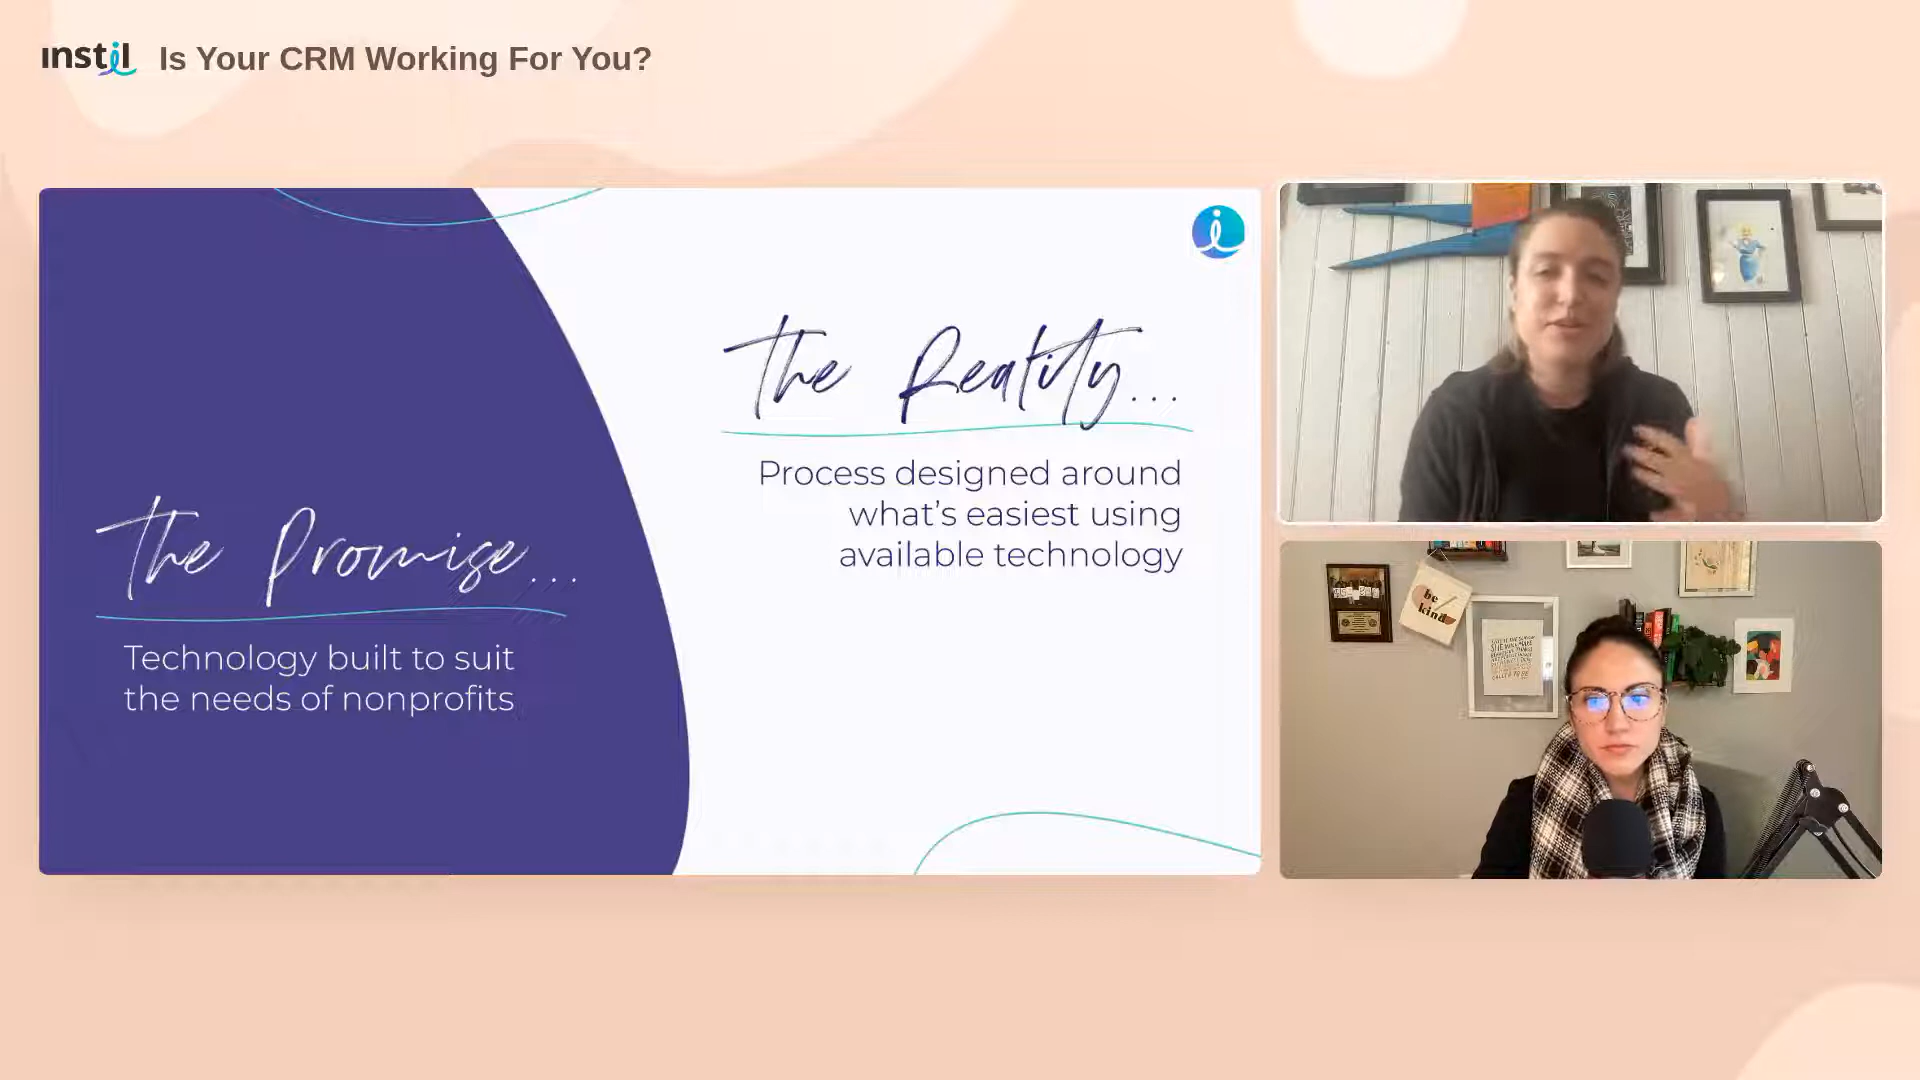 instil Is Your CRM Working For You?
The Promise...
Technology built to suit
the needs of nonprofits
The Reality...
Process designed around
what's easiest using
available technology
be
kind